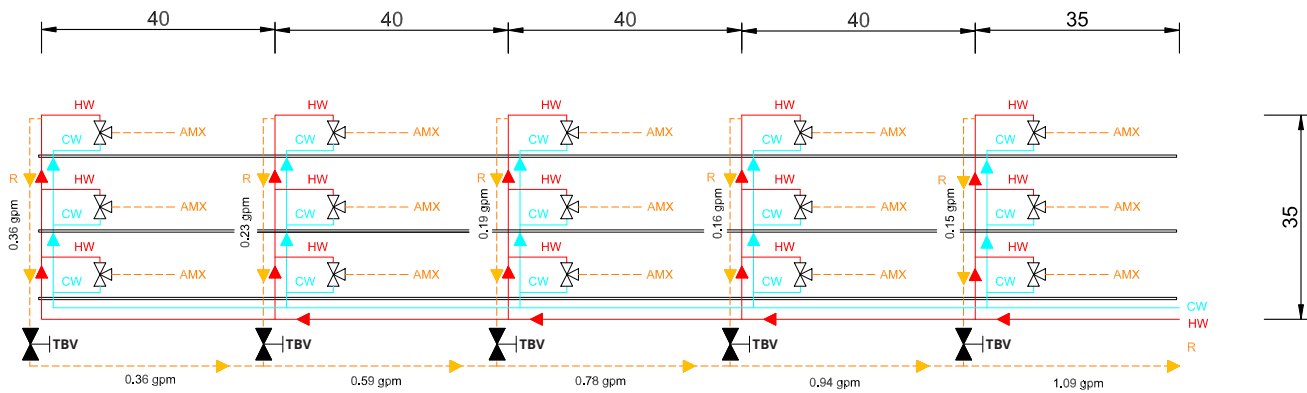 40 40 40 40 35
HW HW HW HW HW
CW AMX CW AMX CW AMX CW AMX CW AMX
R R R R R
HW HW HW HW HW
CW AMX CW AMX CW AMX CW AMX CW AMX
0.36 gpm 0.23 gpm 0.19 gpm 0.16 gpm 0.15 gpm
35
HW HW HW HW HW
CW AMX CW AMX CW AMX CW AMX CW AMX
CW
HW
TBV TBV TBV TBV TBV R
0.36 gpm 0.59 gpm 0.78 gpm 0.94 gpm 1.09 gpm